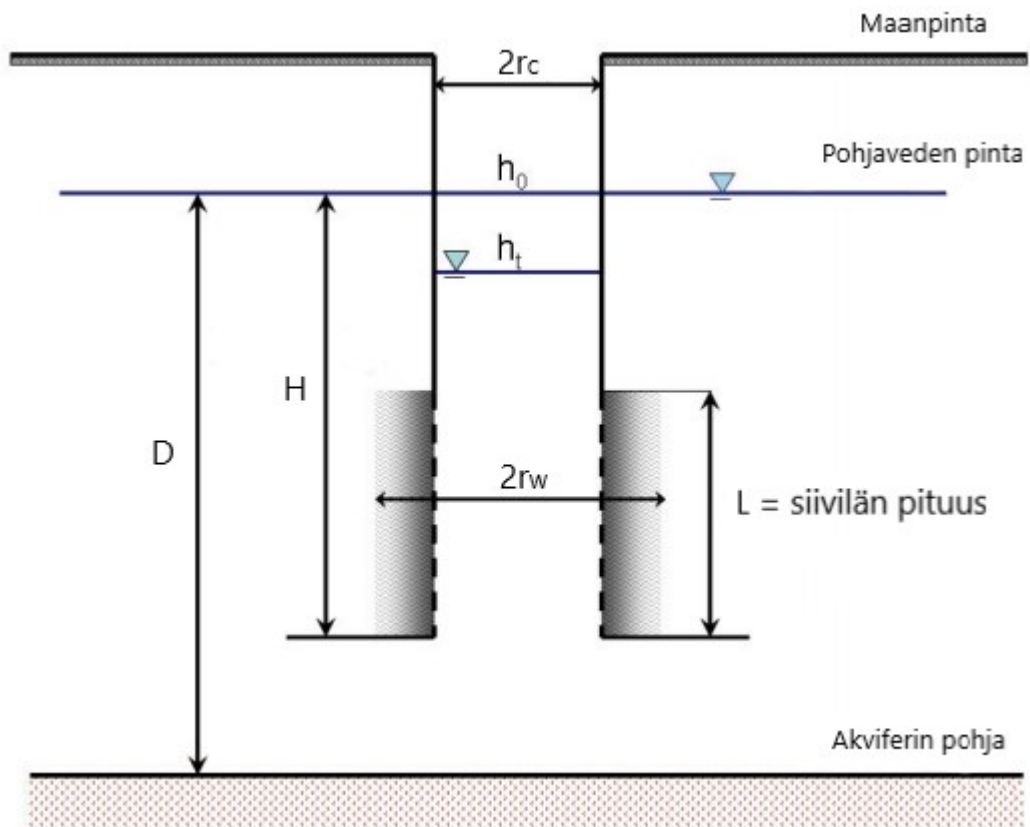 Maanpinta
2rc
Pohjaveden pinta
h₀
hₜ
H
D
2rw
L = siivilän pituus
Akviferin pohja